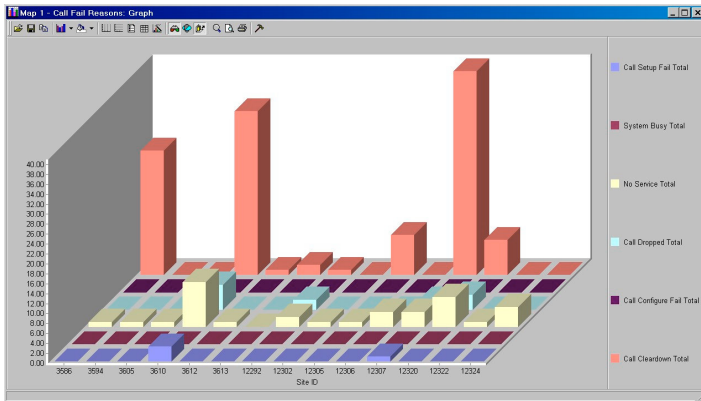 Map 1 - Call Fail Reasons: Graph
40.00
38.00
36.00
34.00
32.00
30.00
28.00
26.00
24.00
22.00
20.00
18.00
16.00
14.00
12.00
10.00
8.00
6.00
4.00
2.00
0.00
3586 3594 3605 3610 3612 3613 12292 12302 12305 12306 12307 12320 12322 12324
Site ID
Call Setup Fail Total
System Busy Total
No Service Total
Call Dropped Total
Call Configure Fail Total
Call Cleardown Total